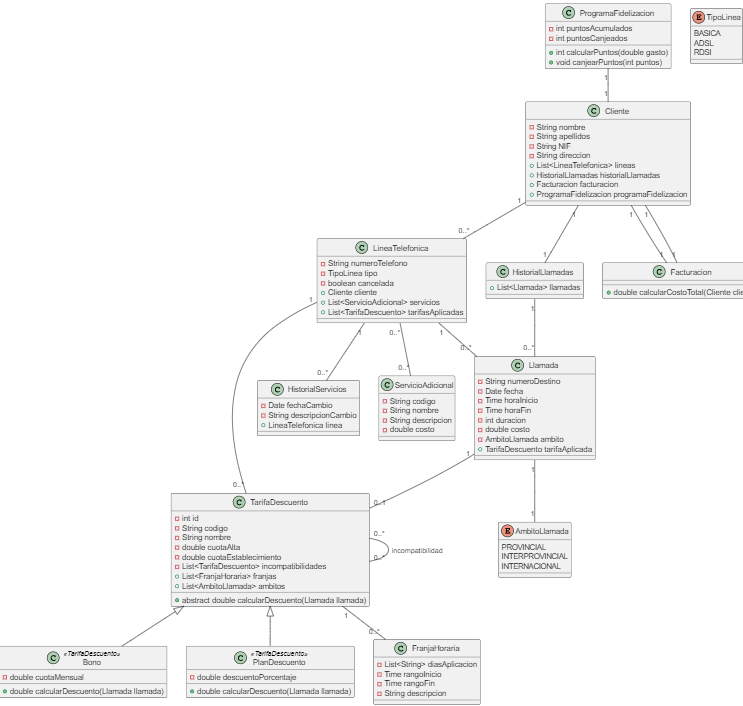 ProgramaFidelizacion
int puntosAcumulados
int puntosCanjeados
int calcularPuntos(double gasto)
void canjearPuntos(int puntos)
TipoLinea
BASICA
ADSL
RDSI
1
1
Cliente
String nombre
String apellidos
String NIF
String direccion
List<LineaTelefonica> lineas
HistorialLlamadas historialLlamadas
Facturacion facturacion
ProgramaFidelizacion programaFidelizacion
1
1
1
1
0..*
1
1
1
LineaTelefonica
String numeroTelefono
TipoLinea tipo
boolean cancelada
Cliente cliente
List<ServicioAdicional> servicios
List<TarifaDescuento> tarifasAplicadas
HistorialLlamadas
List<Llamada> llamadas
Facturacion
double calcularCostoTotal(Cliente clie
1
1
0..*
1
1
0..*
0..*
0..*
0..*
HistorialServicios
Date fechaCambio
String descripcionCambio
LineaTelefonica linea
ServicioAdicional
String codigo
String nombre
String descripcion
double costo
Llamada
String numeroDestino
Date fecha
Time horaInicio
Time horaFin
int duracion
double costo
AmbitoLlamada ambito
TarifaDescuento tarifaAplicada
1
1
0..*
0..1
1
TarifaDescuento
int id
String codigo
String nombre
double cuotaAlta
double cuotaEstablecimiento
List<TarifaDescuento> incompatibilidades
List<FranjaHoraria> franjas
List<AmbitoLlamada> ambitos
abstract double calcularDescuento(Llamada llamada)
0..*
0..*
incompatibilidad
AmbitoLlamada
PROVINCIAL
INTERPROVINCIAL
INTERNACIONAL
1
0..*
«TarifaDescuento»
Bono
double cuotaMensual
double calcularDescuento(Llamada llamada)
«TarifaDescuento»
PlanDescuento
double descuentoPorcentaje
double calcularDescuento(Llamada llamada)
FranjaHoraria
List<String> diasAplicacion
Time rangoInicio
Time rangoFin
String descripcion